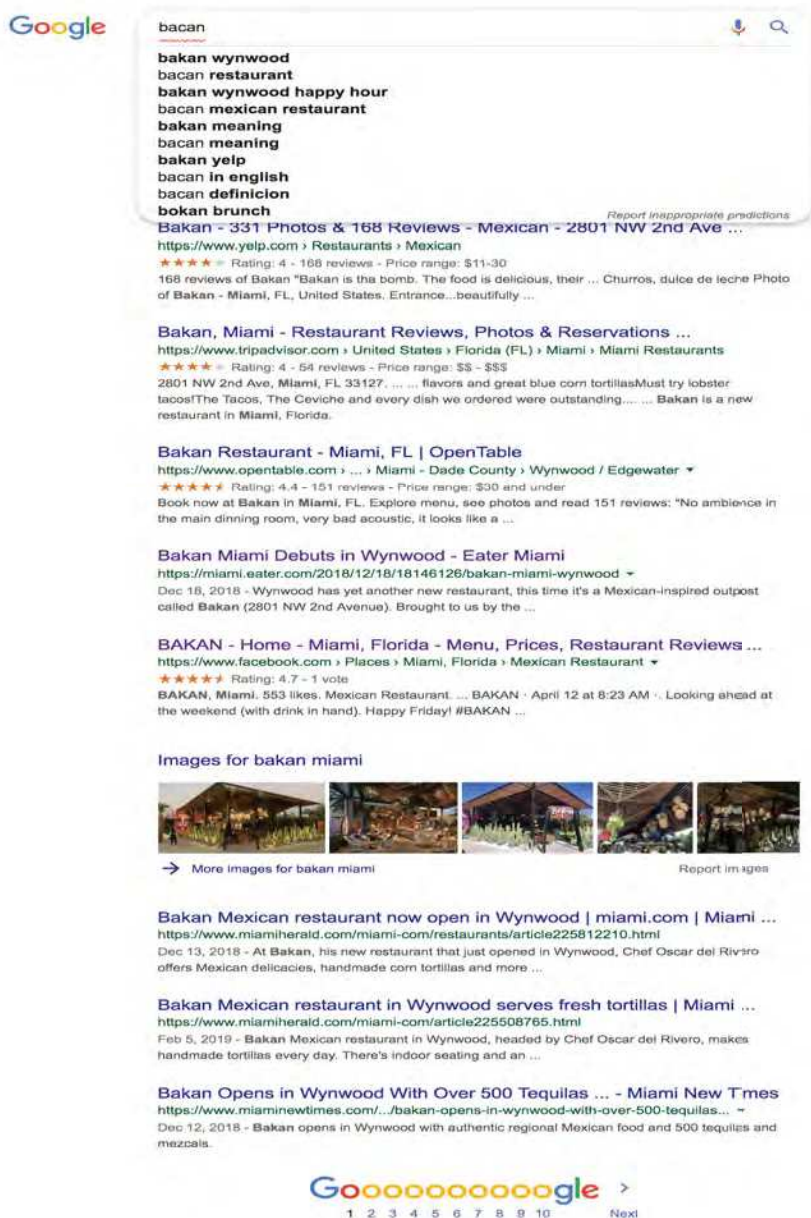 Google
bacan
bakan wynwood
bacan restaurant
bakan wynwood happy hour
bacan mexican restaurant
bakan meaning
bacan meaning
bakan yelp
bacan in english
bacan definicion
bokan brunch
Report inappropriate predictions
Bakan - 331 Photos & 168 Reviews - Mexican - 2801 NW 2nd Ave ...
https://www.yelp.com › Restaurants › Mexican
★★★★★ Rating: 4 - 168 reviews - Price range: $11-30
168 reviews of Bakan "Bakan is tha bomb. The food is delicious, their ... Churros, dulce de leche Photo
of Bakan - Miami, FL, United States. Entrance...beautifully ...
Bakan, Miami - Restaurant Reviews, Photos & Reservations ...
https://www.tripadvisor.com › United States › Florida (FL) › Miami › Miami Restaurants
★★★★★ Rating: 4 - 54 reviews - Price range: $$ - $$$
2801 NW 2nd Ave, Miami, FL 33127. ... ... flavors and great blue corn tortillasMust try lobster
tacos!The Tacos, The Ceviche and every dish we ordered were outstanding.... ... Bakan is a new
restaurant in Miami, Florida.
Bakan Restaurant - Miami, FL | OpenTable
https://www.opentable.com › ... › Miami - Dade County › Wynwood / Edgewater ▼
★★★★★ Rating: 4.4 - 151 reviews - Price range: $30 and under
Book now at Bakan in Miami, FL. Explore menu, see photos and read 151 reviews: "No ambience in
the main dinning room, very bad acoustic, it looks like a ...
Bakan Miami Debuts in Wynwood - Eater Miami
https://miami.eater.com/2018/12/18/18146126/bakan-miami-wynwood ▼
Dec 18, 2018 - Wynwood has yet another new restaurant, this time it's a Mexican-inspired outpost
called Bakan (2801 NW 2nd Avenue). Brought to us by the ...
BAKAN - Home - Miami, Florida - Menu, Prices, Restaurant Reviews ...
https://www.facebook.com › Places › Miami, Florida › Mexican Restaurant ▼
★★★★★ Rating: 4.7 - 1 vote
BAKAN, Miami. 553 likes. Mexican Restaurant. ... BAKAN · April 12 at 8:23 AM ·. Looking ahead at
the weekend (with drink in hand). Happy Friday! #BAKAN ...
Images for bakan miami
→ More images for bakan miami
Report images
Bakan Mexican restaurant now open in Wynwood | miami.com | Miami ...
https://www.miamiherald.com/miami-com/restaurants/article225812210.html
Dec 13, 2018 - At Bakan, his new restaurant that just opened in Wynwood, Chef Oscar del Rivero
offers Mexican delicacies, handmade corn tortillas and more ...
Bakan Mexican restaurant in Wynwood serves fresh tortillas | Miami ...
https://www.miamiherald.com/miami-com/article225508765.html
Feb 5, 2019 - Bakan Mexican restaurant in Wynwood, headed by Chef Oscar del Rivero, makes
handmade tortillas every day. There's indoor seating and an ...
Bakan Opens in Wynwood With Over 500 Tequilas ... - Miami New Times
https://www.miaminewtimes.com/.../bakan-opens-in-wynwood-with-over-500-tequilas... ▼
Dec 12, 2018 - Bakan opens in Wynwood with authentic regional Mexican food and 500 tequilas and
mezcals.
Goooooooooogle >
1 2 3 4 5 6 7 8 9 10 Next